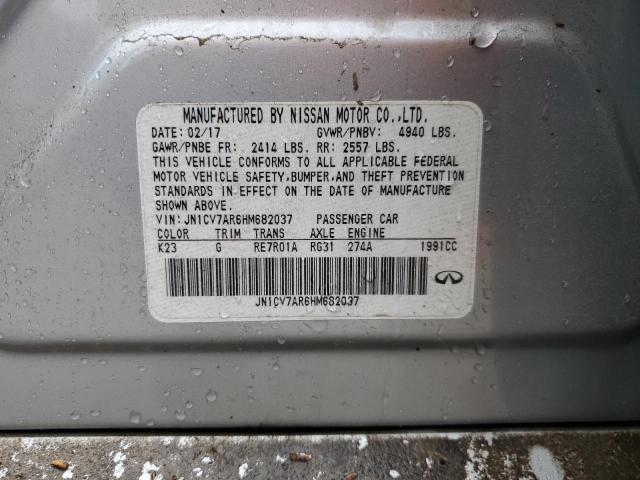 MANUFACTURED BY NISSAN MOTOR CO.,LTD.
DATE: 02/17 GVWR/PNBV: 4940 LBS.
GAWR/PNBE FR: 2414 LBS. RR: 2557 LBS.
THIS VEHICLE CONFORMS TO ALL APPLICABLE FEDERAL
MOTOR VEHICLE SAFETY,BUMPER,AND THEFT PREVENTION
STANDARDS IN EFFECT ON THE DATE OF MANUFACTURE
SHOWN ABOVE.
VIN: JN1CV7AR6HM682037 PASSENGER CAR
COLOR TRIM TRANS AXLE ENGINE
K23 G RE7R01A RG31 274A 1991CC
JN1CV7AR6HM682037